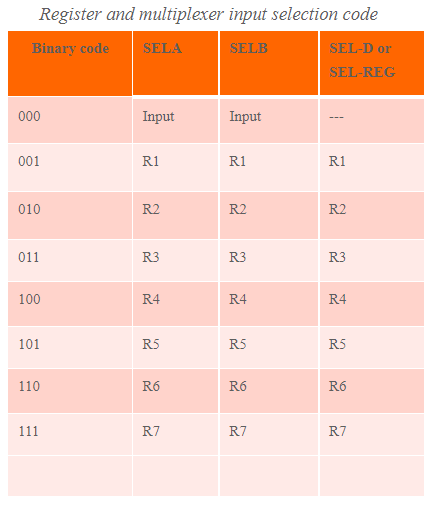 Register and multiplexer input selection code
Binary code SELA SELB SEL-D or
SEL-REG
000 Input Input ---
001 R1 R1 R1
010 R2 R2 R2
011 R3 R3 R3
100 R4 R4 R4
101 R5 R5 R5
110 R6 R6 R6
111 R7 R7 R7